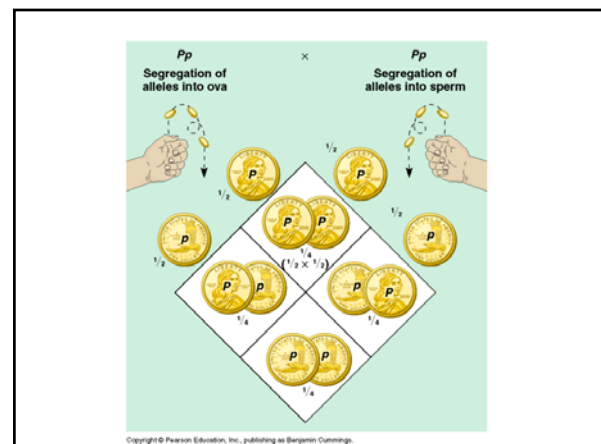 Pp × Pp
Segregation of alleles into ova
Segregation of alleles into sperm
P
P
1/2
1/2
P P
p
p
1/2
1/2
1/4
(1/2 × 1/2)
P p
p P
1/4
1/4
p p
1/4
Copyright © Pearson Education, Inc., publishing as Benjamin Cummings.